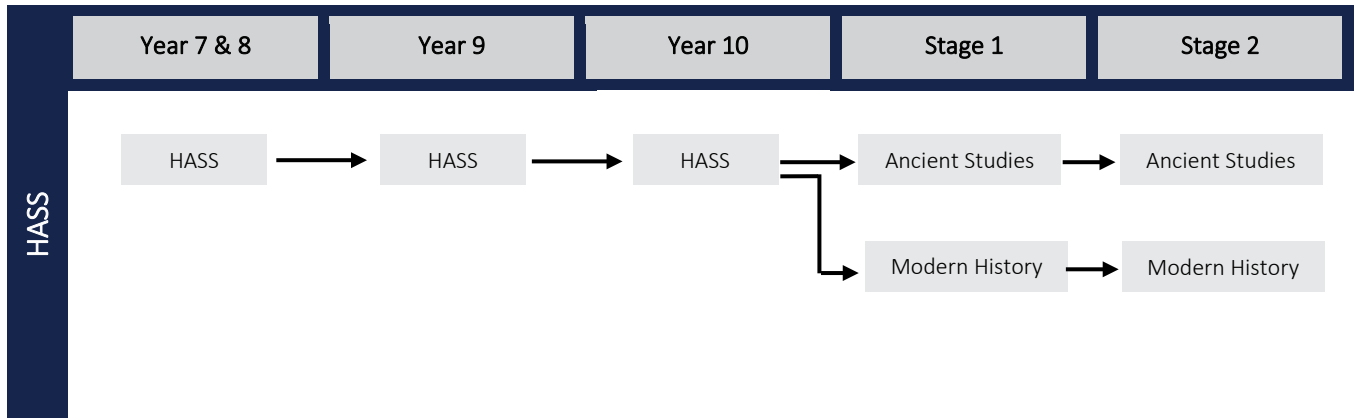 Year 7 & 8
Year 9
Year 10
Stage 1
Stage 2
HASS
HASS
HASS
HASS
Ancient Studies
Ancient Studies
Modern History
Modern History